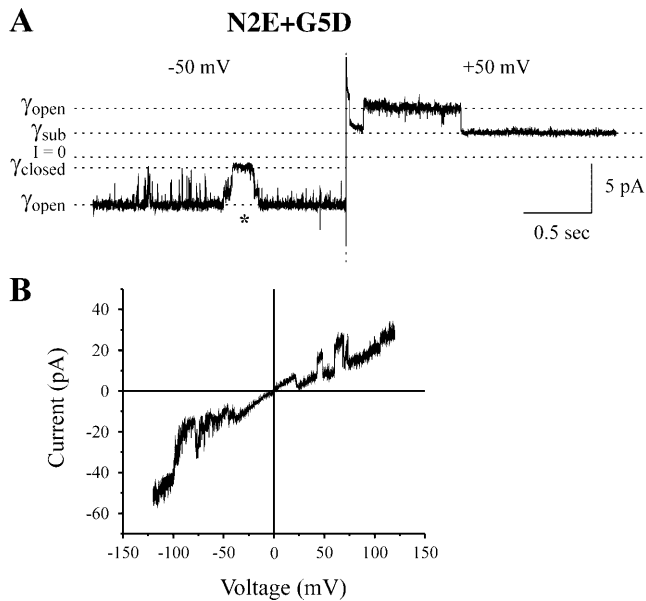 A
N2E+G5D
-50 mV
+50 mV
γopen
γsub
I = 0
γclosed
γopen
*
5 pA
0.5 sec
B
40
20
0
-20
-40
-60
Current (pA)
-150
-100
-50
0
50
100
150
Voltage (mV)